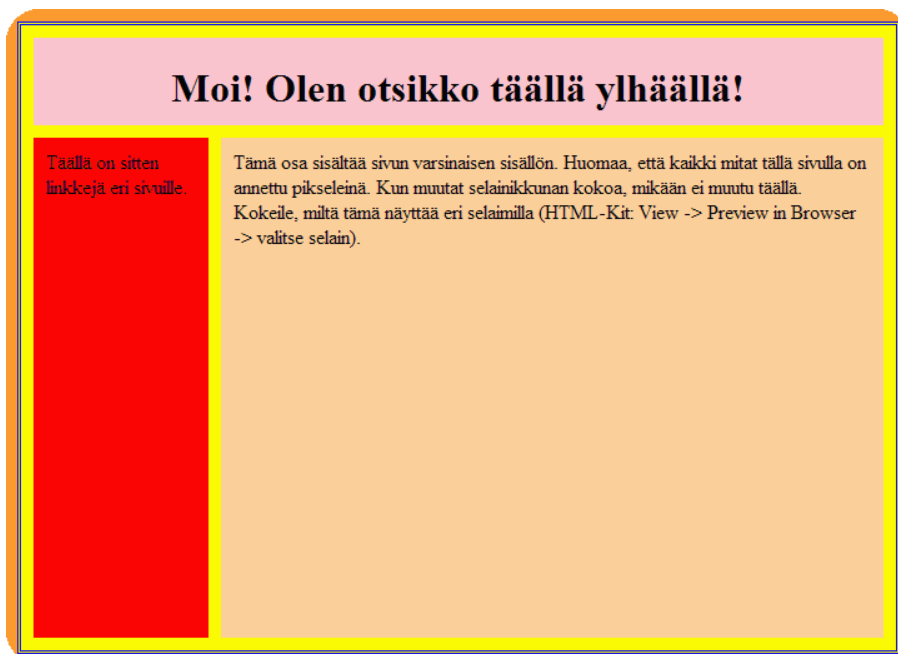 Moi! Olen otsikko täällä ylhäällä!
Täällä on sitten
linkkejä eri sivuille.
Tämä osa sisältää sivun varsinaisen sisällön. Huomaa, että kaikki mitat tällä sivulla on
annettu pikseleinä. Kun muutat selainikkunan kokoa, mikään ei muutu täällä.
Kokeile, miltä tämä näyttää eri selaimilla (HTML-Kit: View -> Preview in Browser
-> valitse selain).